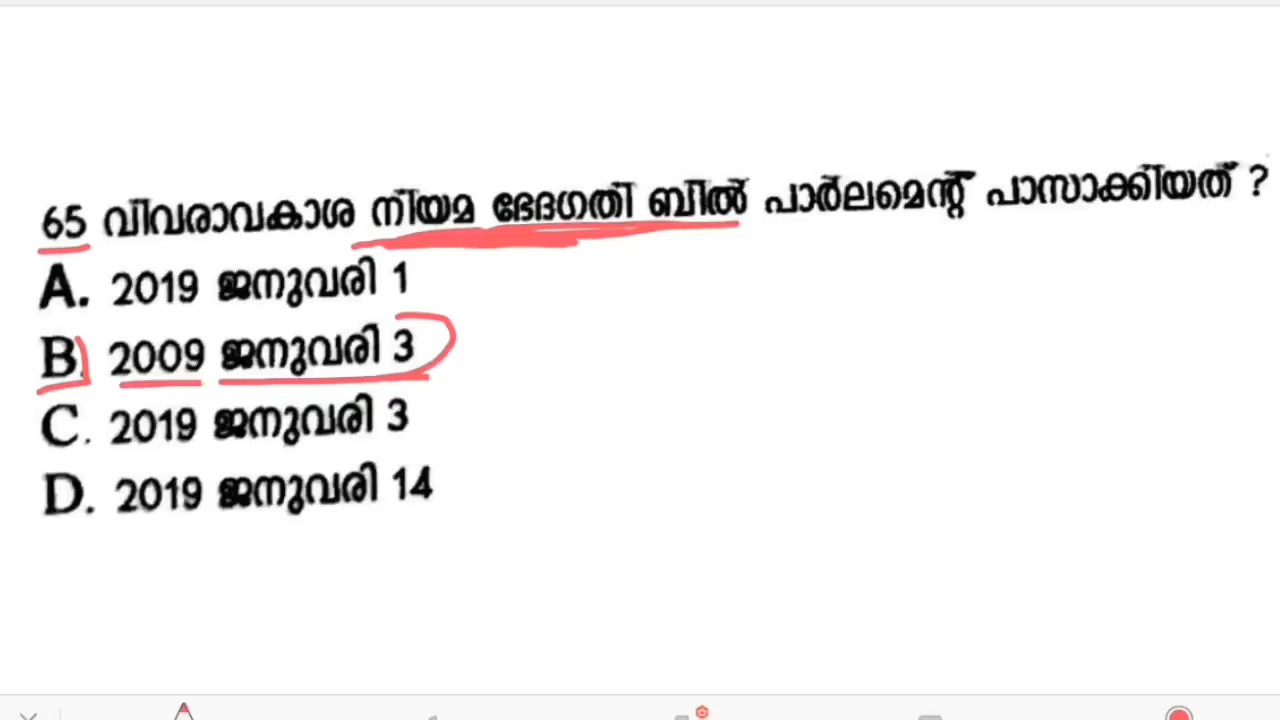 65 വിവരാവകാശ നിയമ ഭേദഗതി ബിൽ പാർലമെന്റ് പാസാക്കിയത് ?
A. 2019 ജനുവരി 1
B. 2009 ജനുവരി 3
C. 2019 ജനുവരി 3
D. 2019 ജനുവരി 14